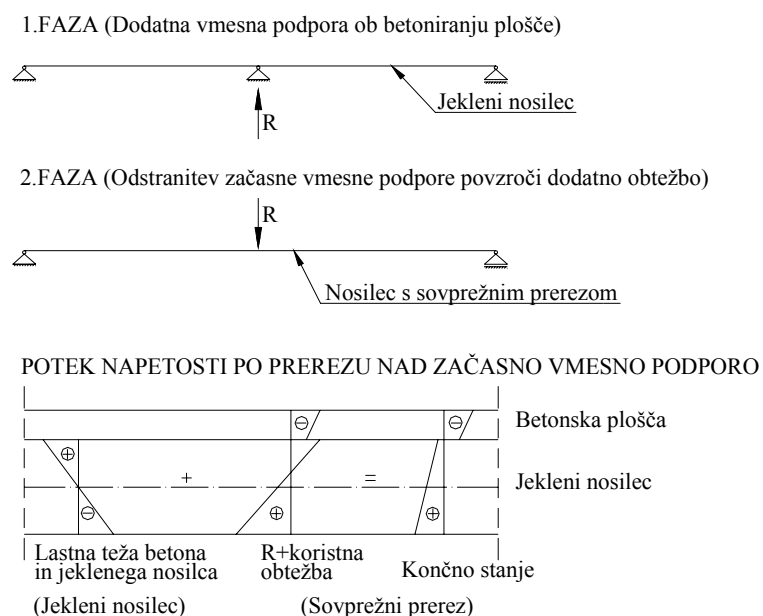 1.FAZA (Dodatna vmesna podpora ob betoniranju plošče)
Jekleni nosilec
R
2.FAZA (Odstranitev začasne vmesne podpore povzroči dodatno obtežbo)
R
Nosilec s sovprežnim prerezom
POTEK NAPETOSTI PO PREREZU NAD ZAČASNO VMESNO PODPORO
- -
Betonska plošča
+
+ =
Jekleni nosilec
- + +
Lastna teža betona
in jeklenega nosilca
R+koristna
obtežba
Končno stanje
(Jekleni nosilec)
(Sovprežni prerez)